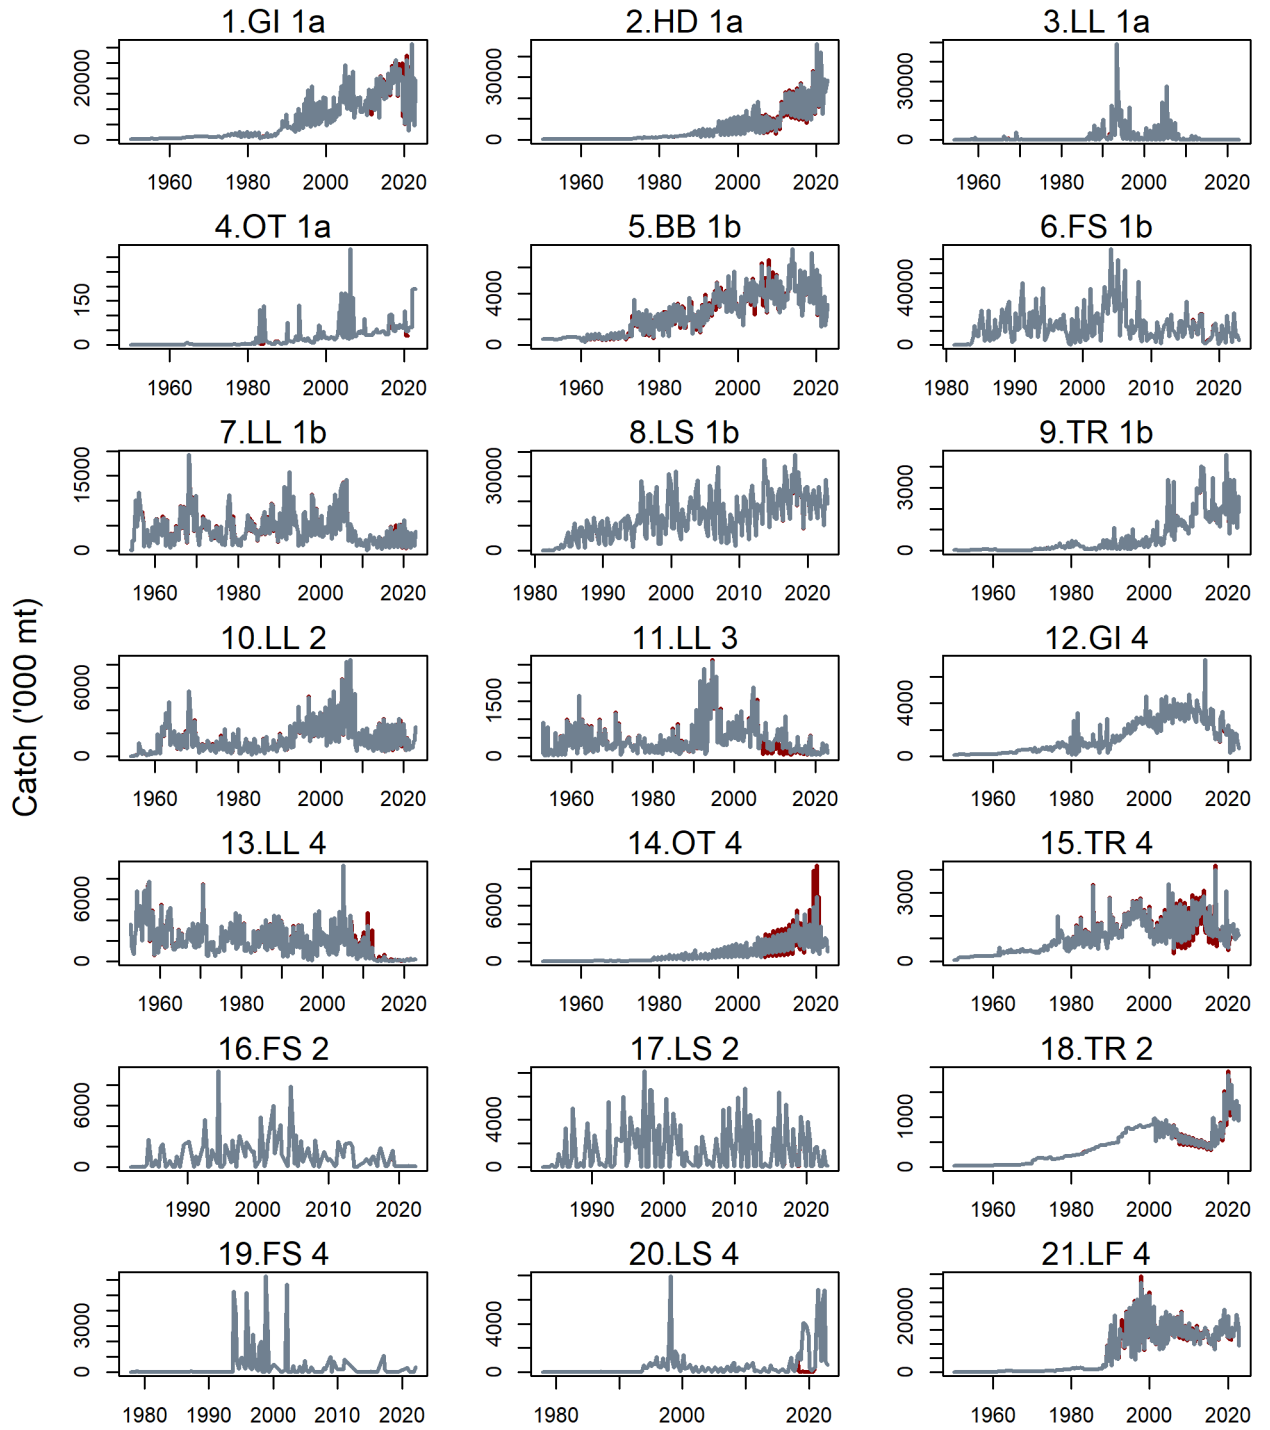 1.GI 1a
2.HD 1a
3.LL 1a
0 20000
0 30000
0 30000
1960 1980 2000 2020
1960 1980 2000 2020
1960 1980 2000 2020
4.OT 1a
5.BB 1b
6.FS 1b
0 150
0 4000
0 40000
1960 1980 2000 2020
1960 1980 2000 2020
1980 1990 2000 2010 2020
7.LL 1b
8.LS 1b
9.TR 1b
0 15000
0 30000
0 3000
1960 1980 2000 2020
1980 1990 2000 2010 2020
1960 1980 2000 2020
Catch ('000 mt)
10.LL 2
11.LL 3
12.GI 4
0 6000
0 1500
0 4000
1960 1980 2000 2020
1960 1980 2000 2020
1960 1980 2000 2020
13.LL 4
14.OT 4
15.TR 4
0 6000
0 6000
0 3000
1960 1980 2000 2020
1960 1980 2000 2020
1960 1980 2000 2020
16.FS 2
17.LS 2
18.TR 2
0 6000
0 4000
0 1000
1990 2000 2010 2020
1990 2000 2010 2020
1960 1980 2000 2020
19.FS 4
20.LS 4
21.LF 4
0 3000
0 4000
0 20000
1980 1990 2000 2010 2020
1980 2000 2020
1960 1980 2000 2020